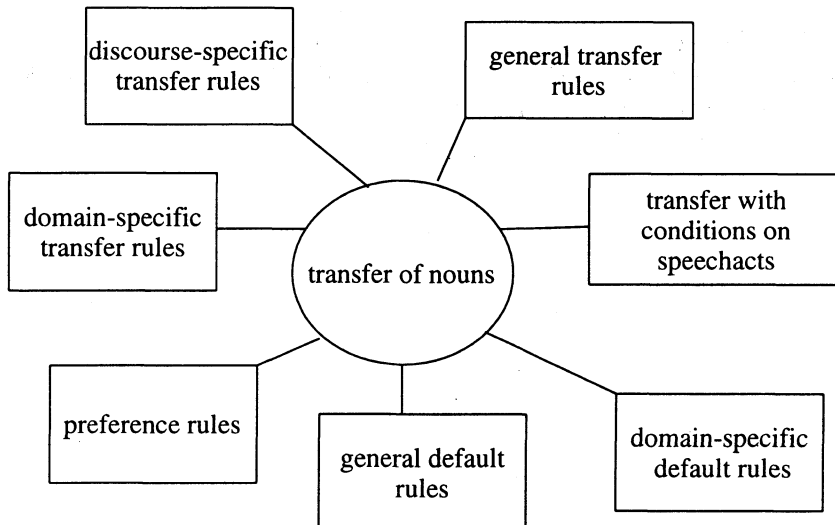 discourse-specific
transfer rules
general transfer
rules
domain-specific
transfer rules
transfer with
conditions on
speechacts
transfer of nouns
preference rules
general default
rules
domain-specific
default rules